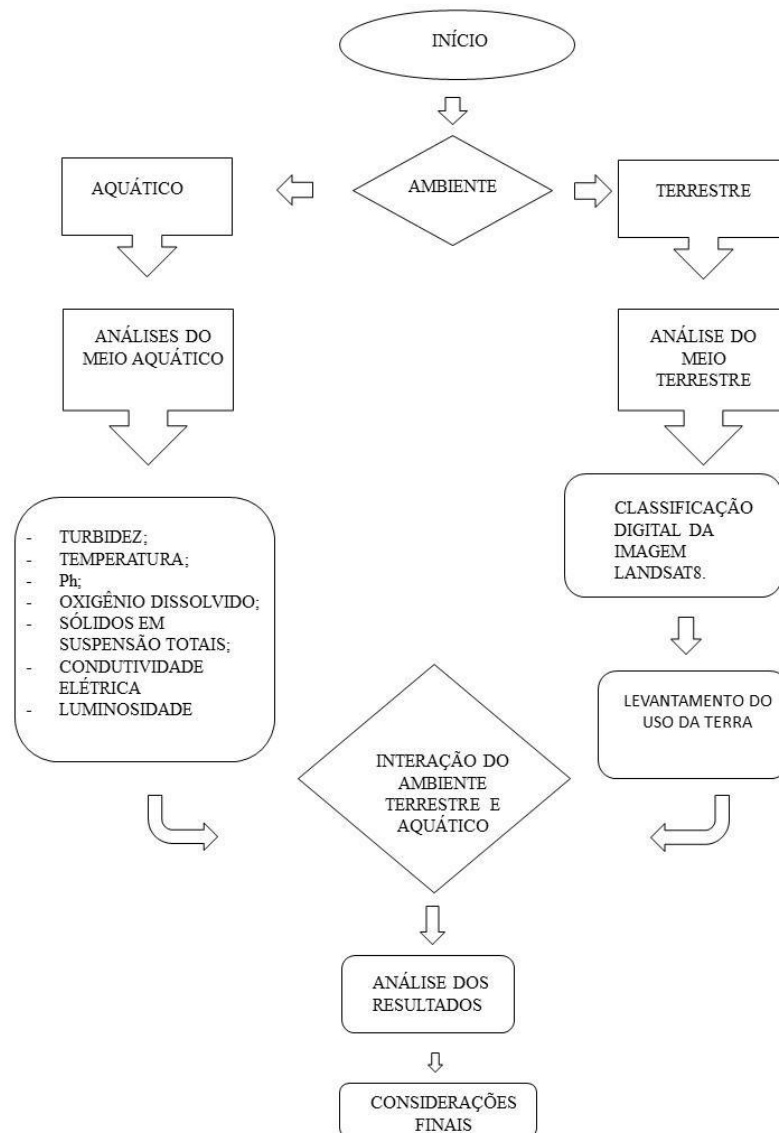 INÍCIO
AMBIENTE
AQUÁTICO
TERRESTRE
ANÁLISES DO
MEIO AQUÁTICO
ANÁLISE DO
MEIO
TERRESTRE
- TURBIDEZ;
- TEMPERATURA;
- Ph;
- OXIGÊNIO DISSOLVIDO;
- SÓLIDOS EM
SUSPENSÃO TOTAIS;
- CONDUTIVIDADE
ELÉTRICA
- LUMINOSIDADE
CLASSIFICAÇÃO
DIGITAL DA
IMAGEM
LANDSAT8.
LEVANTAMENTO DO
USO DA TERRA
INTERAÇÃO DO
AMBIENTE
TERRESTRE E
AQUÁTICO
ANÁLISE DOS
RESULTADOS
CONSIDERAÇÕES
FINAIS